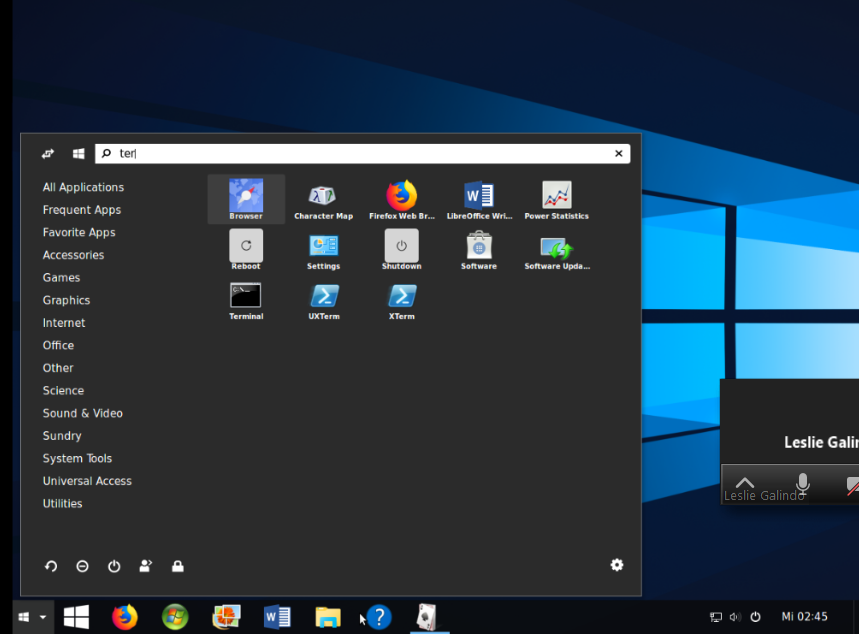 ter
All Applications
Frequent Apps
Favorite Apps
Accessories
Games
Graphics
Internet
Office
Other
Science
Sound & Video
Sundry
System Tools
Universal Access
Utilities
Browser
Character Map
Firefox Web Br...
LibreOffice Wri...
Power Statistics
Reboot
Settings
Shutdown
Software
Software Upda...
Terminal
UXTerm
XTerm
Leslie Galin
Leslie Galindo
Mi 02:45